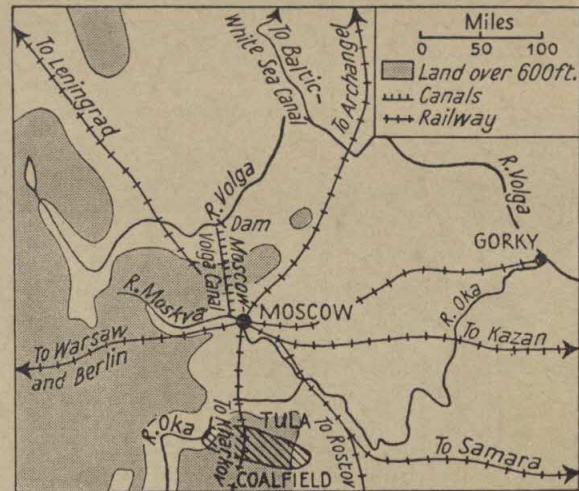 Miles
0 50 100
Land over 600ft.
Canals
Railway
To Leningrad
To Baltic-
White Sea Canal
To Archangel
R. Volga
R. Volga
Dam
Moscow-
Volga Canal
GORKY
R. Moskva
MOSCOW
R. Oka
To Kazan
To Warsaw
and Berlin
R. Oka
To Kharkov
TULA
COALFIELD
To Rostov
To Samara